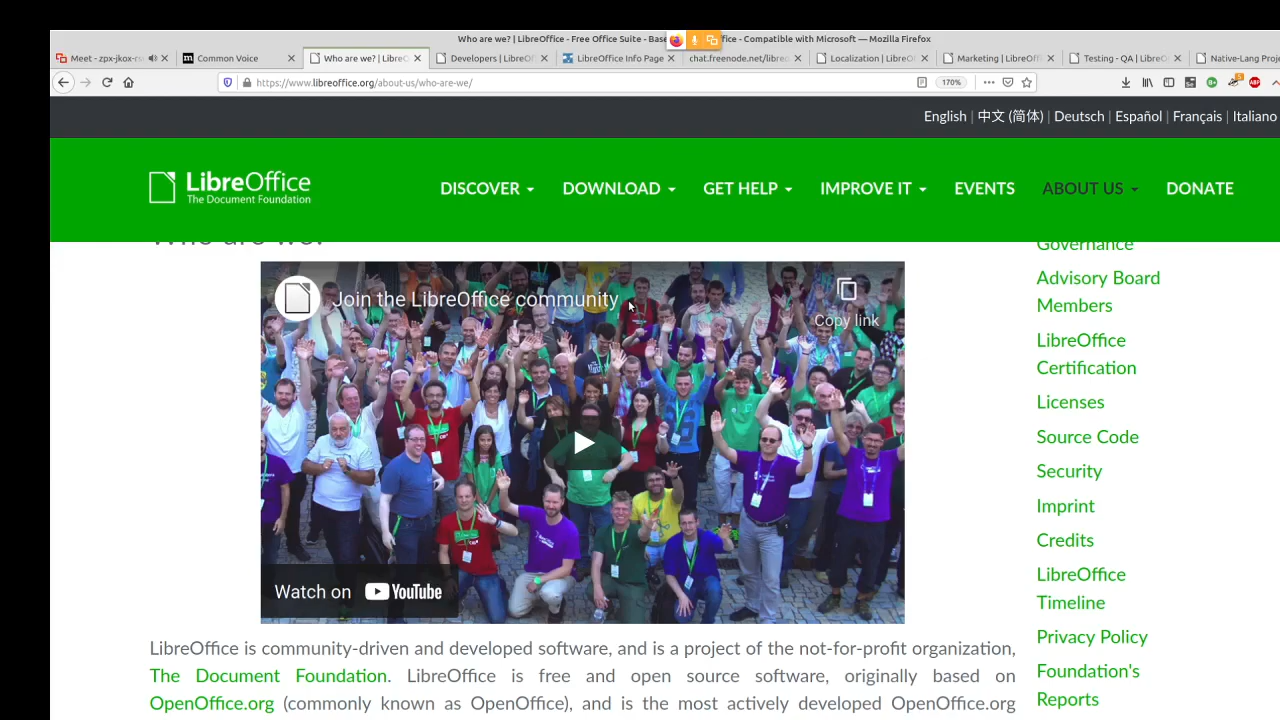 Who are we? | LibreOffice - Free Office Suite - Base fice - Compatible with Microsoft — Mozilla Firefox
Meet - zpx-jkox-r
Common Voice
Who are we? | LibreO
Developers | LibreOf
LibreOffice Info Page
chat.freenode.net/libreo
Localization | LibreO
Marketing | LibreOffi
Testing - QA | LibreO
Native-Lang Proje
https://www.libreoffice.org/about-us/who-are-we/
170%
English | 中文 (简体) | Deutsch | Español | Français | Italiano
LibreOffice
The Document Foundation
DISCOVER DOWNLOAD GET HELP IMPROVE IT EVENTS ABOUT US DONATE
Who are we?
Join the LibreOffice community
Copy link
Watch on YouTube
LibreOffice is community-driven and developed software, and is a project of the not-for-profit organization,
The Document Foundation. LibreOffice is free and open source software, originally based on
OpenOffice.org (commonly known as OpenOffice), and is the most actively developed OpenOffice.org
Governance
Advisory Board
Members
LibreOffice
Certification
Licenses
Source Code
Security
Imprint
Credits
LibreOffice
Timeline
Privacy Policy
Foundation's
Reports